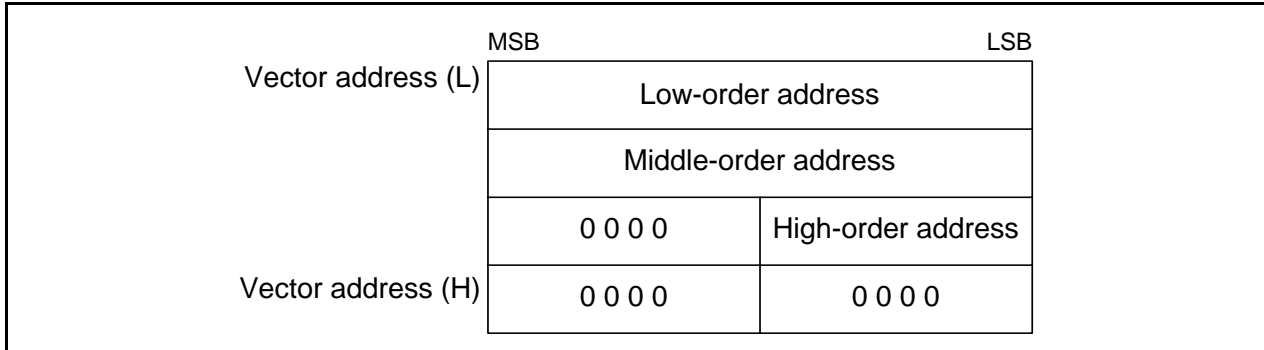 MSB LSB
Vector address (L) Low-order address
Middle-order address
0 0 0 0 High-order address
Vector address (H) 0 0 0 0 0 0 0 0